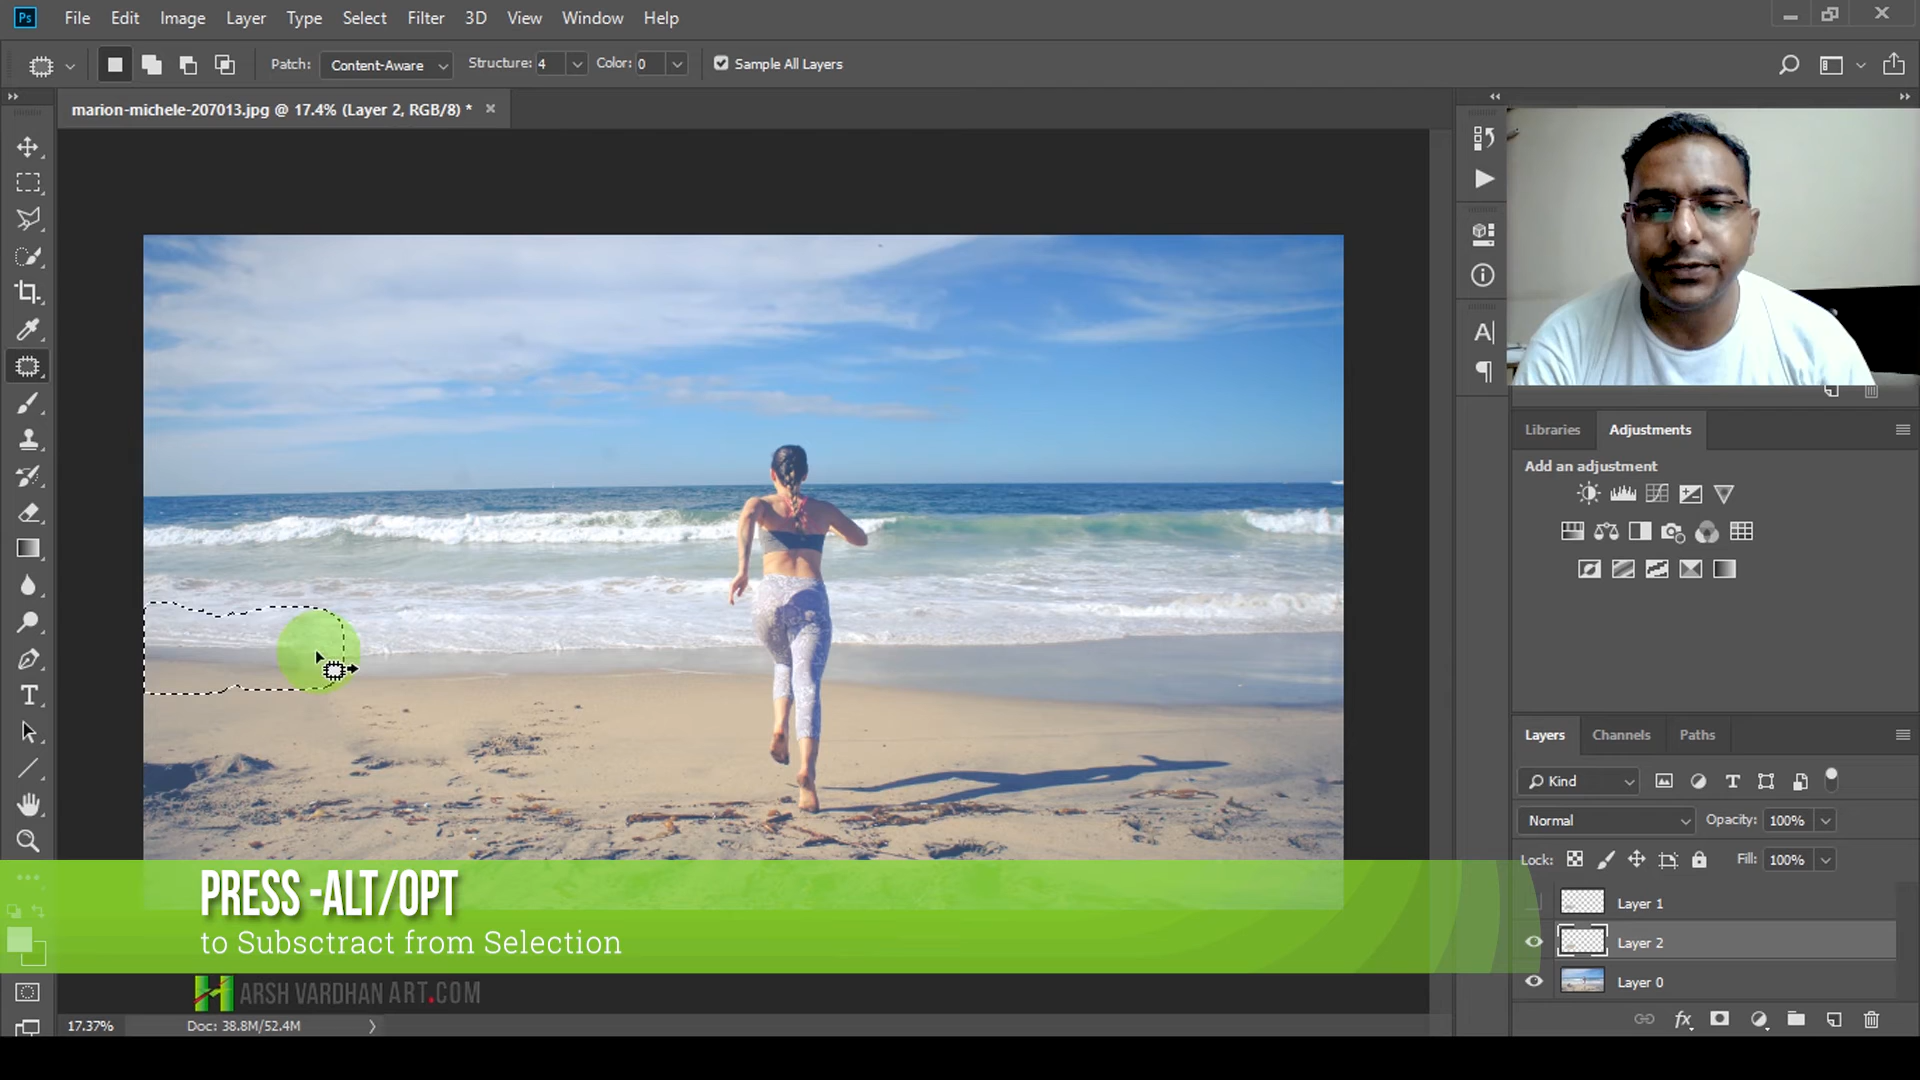 Ps File Edit Image Layer Type Select Filter 3D View Window Help
Patch: Content-Aware Structure: 4 Color: 0 Sample All Layers
marion-michele-207013.jpg @ 17.4% (Layer 2, RGB/8) *
Libraries Adjustments
Add an adjustment
Layers Channels Paths
Kind
Normal Opacity: 100%
Lock: Fill: 100%
Layer 1
Layer 2
Layer 0
PRESS -ALT/OPT
to Subsctract from Selection
ARSH VARDHAN ART.COM
17.37% Doc: 38.8M/52.4M